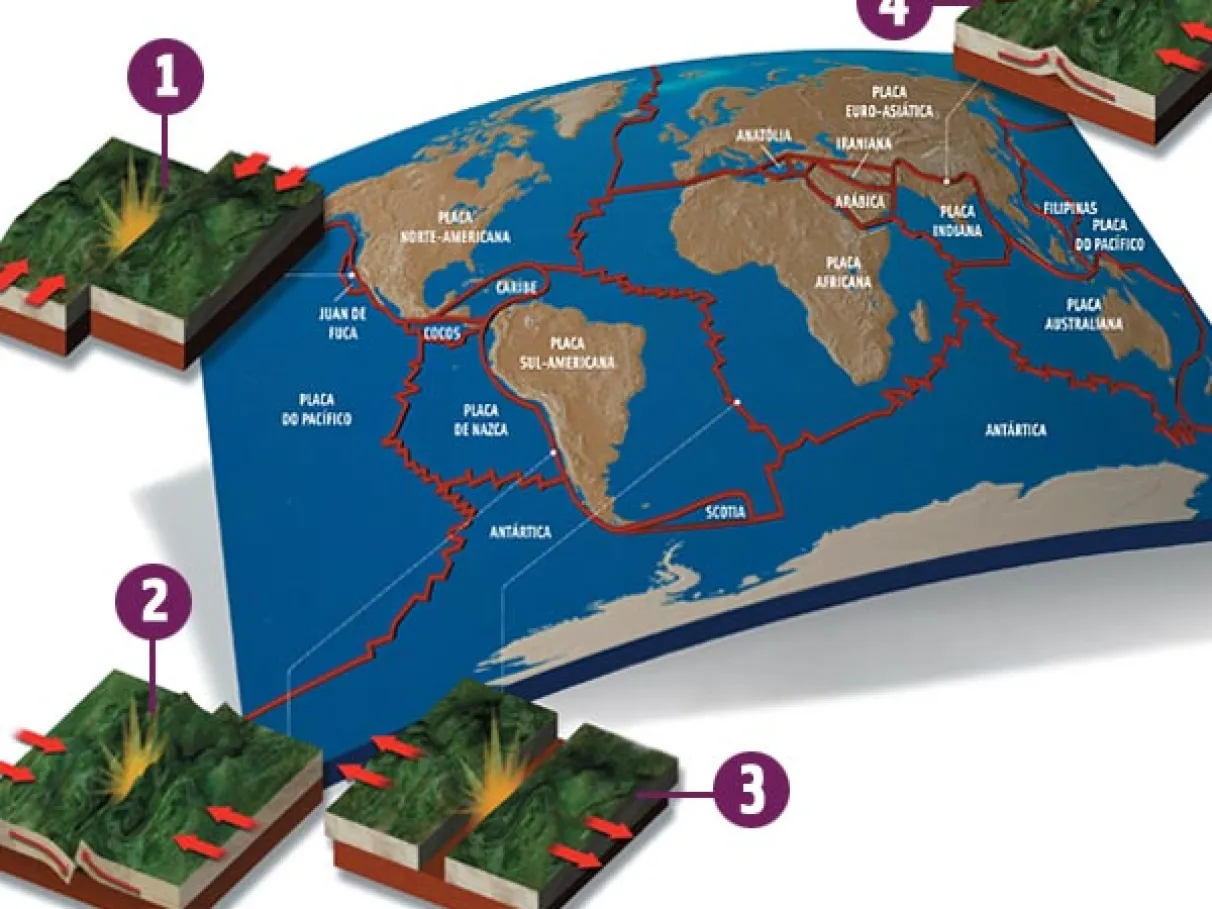 4
1
PLACA
EURO-ASIÁTICA
ANATÓLIA
IRANIANA
ARÁBICA
FILIPINAS
PLACA
NORTE-AMERICANA
PLACA
INDIANA
PLACA
DO PACÍFICO
PLACA
AFRICANA
CARIBE
JUAN DE
FUCA
COCOS
PLACA
AUSTRALIANA
PLACA
SUL-AMERICANA
PLACA
DO PACÍFICO
PLACA
DE NAZCA
ANTÁRTICA
SCOTIA
ANTÁRTICA
2
3